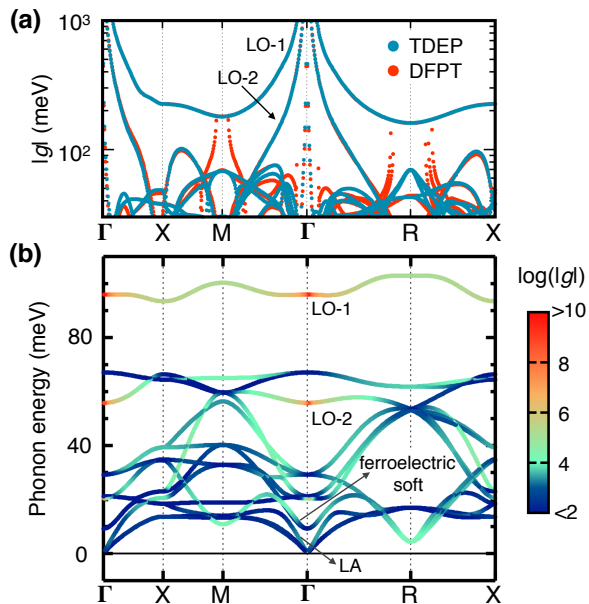 (a)
10³
10²
|g| (meV)
LO-1
LO-2
TDEP
DFPT
Γ X M Γ R X
(b)
Phonon energy (meV)
80
40
0
LO-1
LO-2
ferroelectric
soft
LA
Γ X M Γ R X
log(|g|)
>10
8
6
4
<2